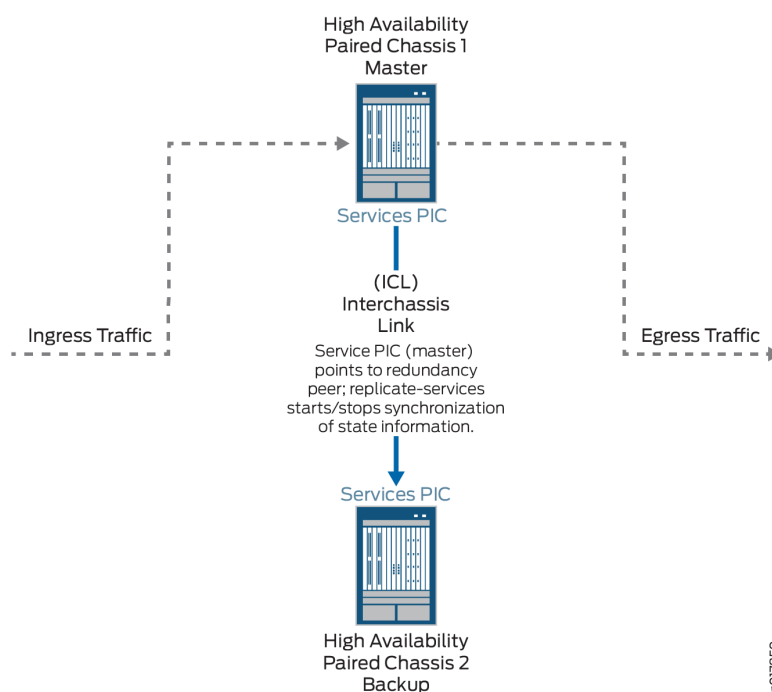 High Availability
Paired Chassis 1
Master
Services PIC
(ICL)
Interchassis
Link
Ingress Traffic
Egress Traffic
Service PIC (master)
points to redundancy
peer; replicate-services
starts/stops synchronization
of state information.
Services PIC
High Availability
Paired Chassis 2
Backup